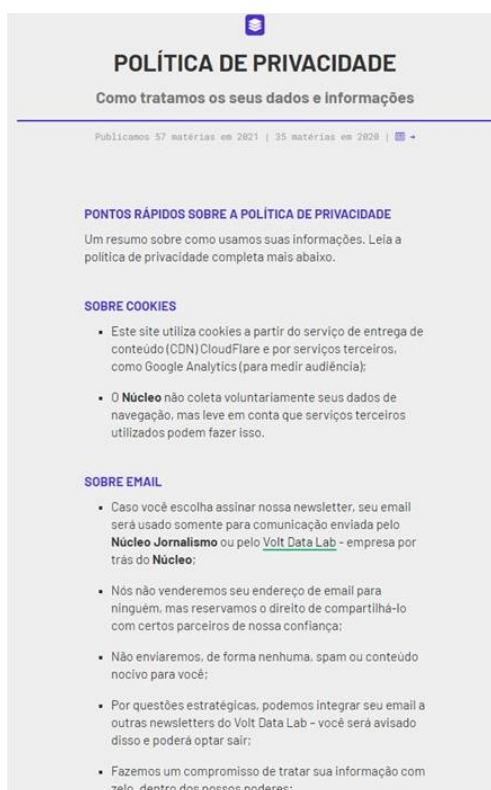 POLÍTICA DE PRIVACIDADE
Como tratamos os seus dados e informações
Publicamos 57 matérias em 2021 | 35 matérias em 2020 | →
PONTOS RÁPIDOS SOBRE A POLÍTICA DE PRIVACIDADE
Um resumo sobre como usamos suas informações. Leia a
política de privacidade completa mais abaixo.
SOBRE COOKIES
▪ Este site utiliza cookies a partir do serviço de entrega de
conteúdo (CDN) CloudFlare e por serviços terceiros,
como Google Analytics (para medir audiência);
▪ O Núcleo não coleta voluntariamente seus dados de
navegação, mas leve em conta que serviços terceiros
utilizados podem fazer isso.
SOBRE EMAIL
▪ Caso você escolha assinar nossa newsletter, seu email
será usado somente para comunicação enviada pelo
Núcleo Jornalismo ou pelo Volt Data Lab - empresa por
trás do Núcleo;
▪ Nós não venderemos seu endereço de email para
ninguém, mas reservamos o direito de compartilhá-lo
com certos parceiros de nossa confiança;
▪ Não enviaremos, de forma nenhuma, spam ou conteúdo
nocivo para você;
▪ Por questões estratégicas, podemos integrar seu email a
outras newsletters do Volt Data Lab – você será avisado
disso e poderá optar sair;
▪ Fazemos um compromisso de tratar sua informação com
zelo, dentro dos nossos poderes;